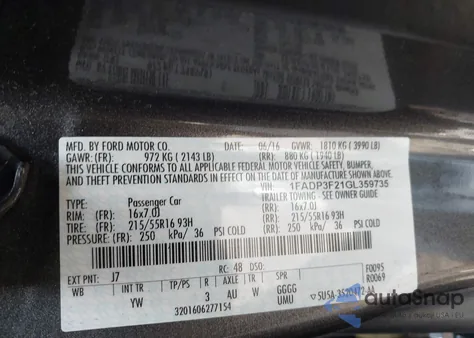 MFD. BY FORD MOTOR CO. DATE: 06/16 GVWR: 1810 KG (3990 LB)
GAWR: (FR): 972 KG (2143 LB) (RR): 880 KG (1940 LB)
THIS VEHICLE CONFORMS TO ALL APPLICABLE FEDERAL MOTOR VEHICLE SAFETY, BUMPER,
AND THEFT PREVENTION STANDARDS IN EFFECT ON THE DATE OF MANUFACTURE SHOWN ABOVE.
VIN 1FADP3F21GL359735
TYPE: Passenger Car TRAILER TOWING - SEE OWNER GUIDE
RIM: (FR): 16x7.0J (RR): 16x7.0J
TIRE: (FR): 215/55R16 93H (RR): 215/55R16 93H
PRESSURE: (FR): 250 kPa/ 36 PSI COLD (RR): 250 kPa/ 36 PSI COLD
EXT PNT: J7 RC: 48 DSO: F0095
WB INT TR TP/PS R AXLE TR SPR R0069
YW 3 AU W GGGG
UMU
3201606277154
autoSnap